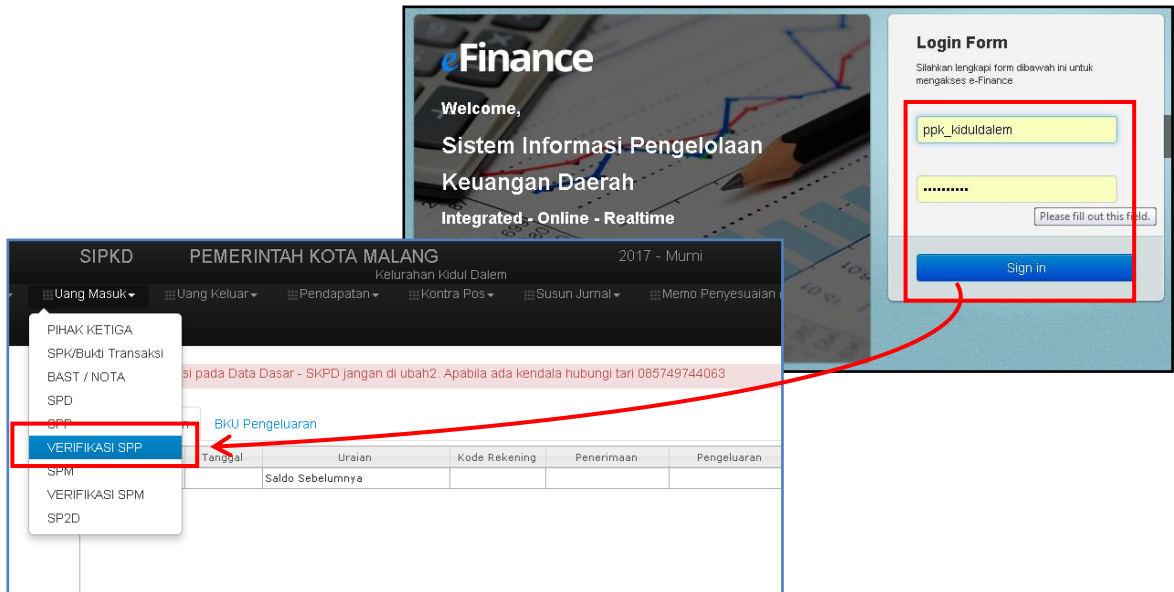 eFinance
Welcome,
Sistem Informasi Pengelolaan
Keuangan Daerah
Integrated - Online - Realtime
Login Form
Silahkan lengkapi form dibawah ini untuk
mengakses e-Finance
ppk_kiduldalem
••••••••••
Please fill out this field.
Sign in
SIPKD PEMERINTAH KOTA MALANG 2017 - Murni
Kelurahan Kidul Dalem
Uang Masuk Uang Keluar Pendapatan Kontra Pos Susun Jurnal Memo Penyesuaian
PIHAK KETIGA
SPK/Bukti Transaksi
BAST / NOTA
SPD
SPP
VERIFIKASI SPP
SPM
VERIFIKASI SPM
SP2D
si pada Data Dasar - SKPD jangan di ubah2. Apabila ada kendala hubungi tari 085749744063
BKU Pengeluaran
Tanggal Uraian Kode Rekening Penerimaan Pengeluaran
Saldo Sebelumnya